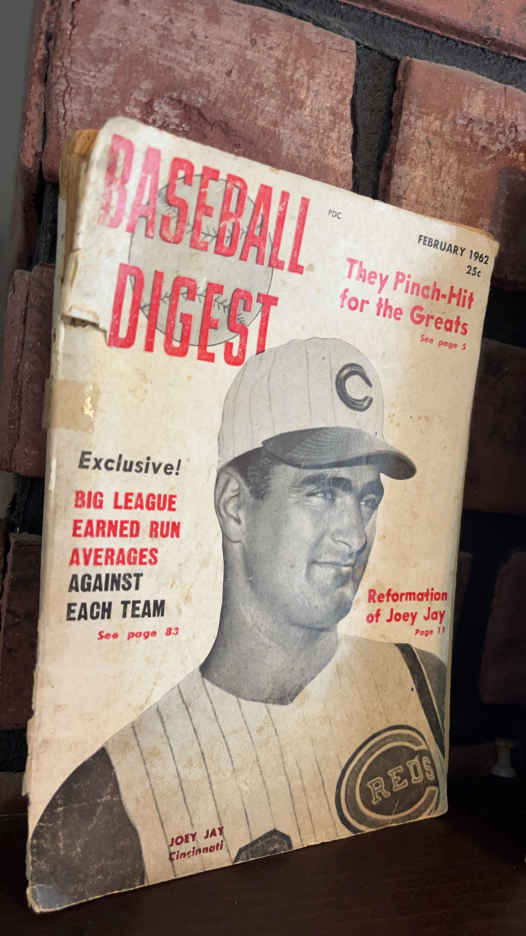 BASEBALL
DIGEST
PDC
FEBRUARY 1962
25c
They Pinch-Hit
for the Greats
See page 5
C
Exclusive!
BIG LEAGUE
EARNED RUN
AVERAGES
AGAINST
EACH TEAM
See page 83
Reformation
of Joey Jay
Page 11
REDS
JOEY JAY
Cincinnati